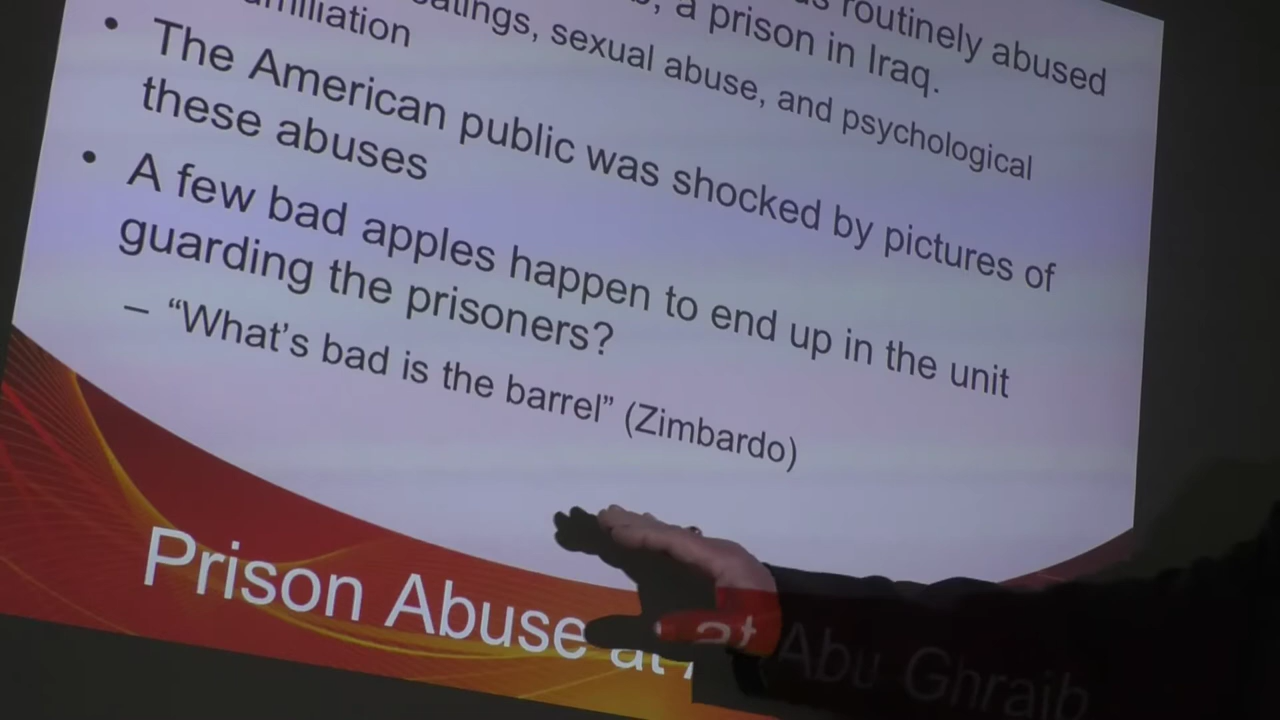 routinely abused
, a prison in Iraq.
sexual abuse, and psychological
• The American public was shocked by pictures of
these abuses
• A few bad apples happen to end up in the unit
guarding the prisoners?
– “What’s bad is the barrel” (Zimbardo)
Prison Abuse at Abu Ghraib